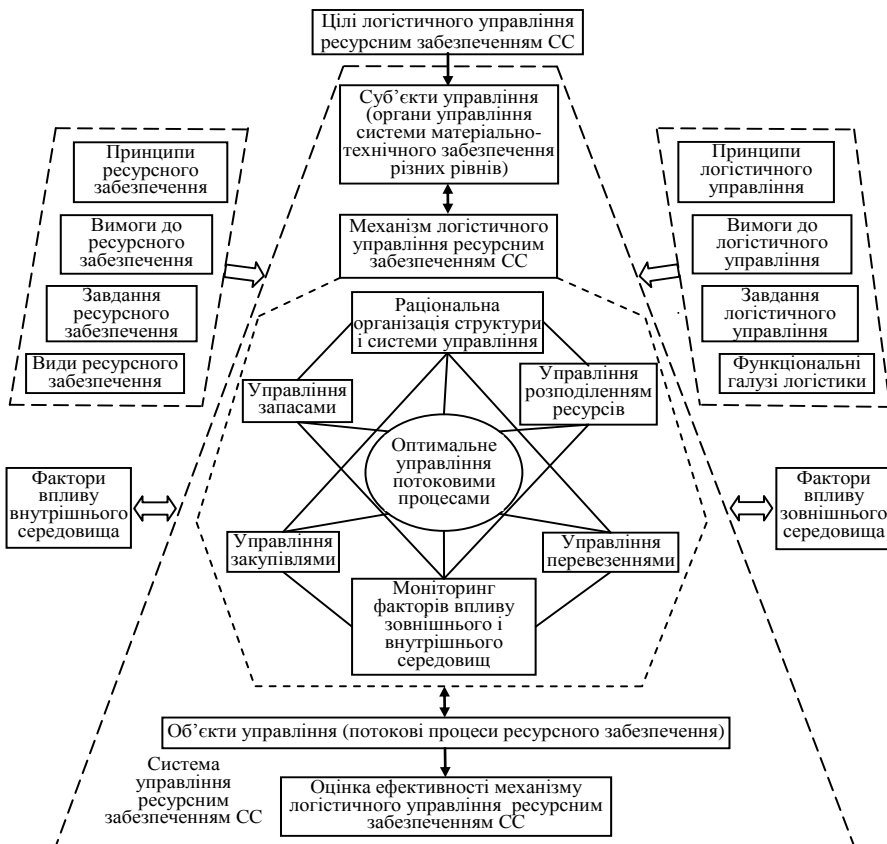 Цілі логістичного управління
ресурсним забезпеченням СС
Суб’єкти управління
(органи управління
системи матеріально-
технічного забезпечення
різних рівнів)
Механізм логістичного
управління ресурсним
забезпеченням СС
Принципи
ресурсного
забезпечення
Вимоги до
ресурсного
забезпечення
Завдання
ресурсного
забезпечення
Види ресурсного
забезпечення
Принципи
логістичного
управління
Вимоги до
логістичного
управління
Завдання
логістичного
управління
Функціональні
галузі логістики
Раціональна
організація структури
і системи управління
Управління
запасами
Управління
розподіленням
ресурсів
Оптимальне
управління
потоковими
процесами
Фактори
впливу
внутрішнього
середовища
Фактори
впливу
зовнішнього
середовища
Управління
закупівлями
Управління
перевезеннями
Моніторинг
факторів впливу
зовнішнього і
внутрішнього
середовищ
Об’єкти управління (потокові процеси ресурсного забезпечення)
Система
управління
ресурсним
забезпеченням СС
Оцінка ефективності механізму
логістичного управління ресурсним
забезпеченням СС